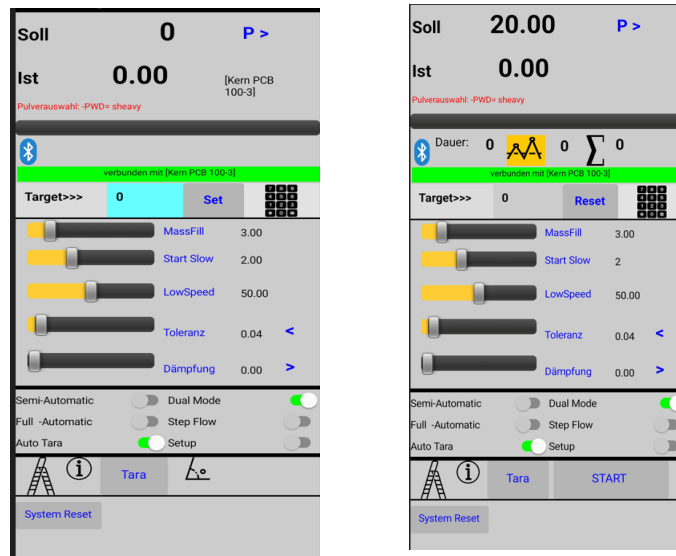 Soll 0 P >
Ist 0.00 [Kern PCB
100-3]
Pulverauswahl: -PWD= sheavy
verbunden mit [Kern PCB 100-3]
Target>>> 0 Set
MassFill 3.00
Start Slow 2.00
LowSpeed 50.00
Toleranz 0.04 <
Dämpfung 0.00 >
Semi-Automatic Dual Mode
Full -Automatic Step Flow
Auto Tara Setup
Tara
System Reset
Soll 20.00 P >
Ist 0.00
Pulverauswahl: -PWD= sheavy
Dauer: 0 0 ∑ 0
verbunden mit [Kern PCB 100-3]
Target>>> 0 Reset
MassFill 3.00
Start Slow 2
LowSpeed 50.00
Toleranz 0.04 <
Dämpfung 0.00 >
Semi-Automatic Dual Mode
Full -Automatic Step Flow
Auto Tara Setup
Tara START
System Reset